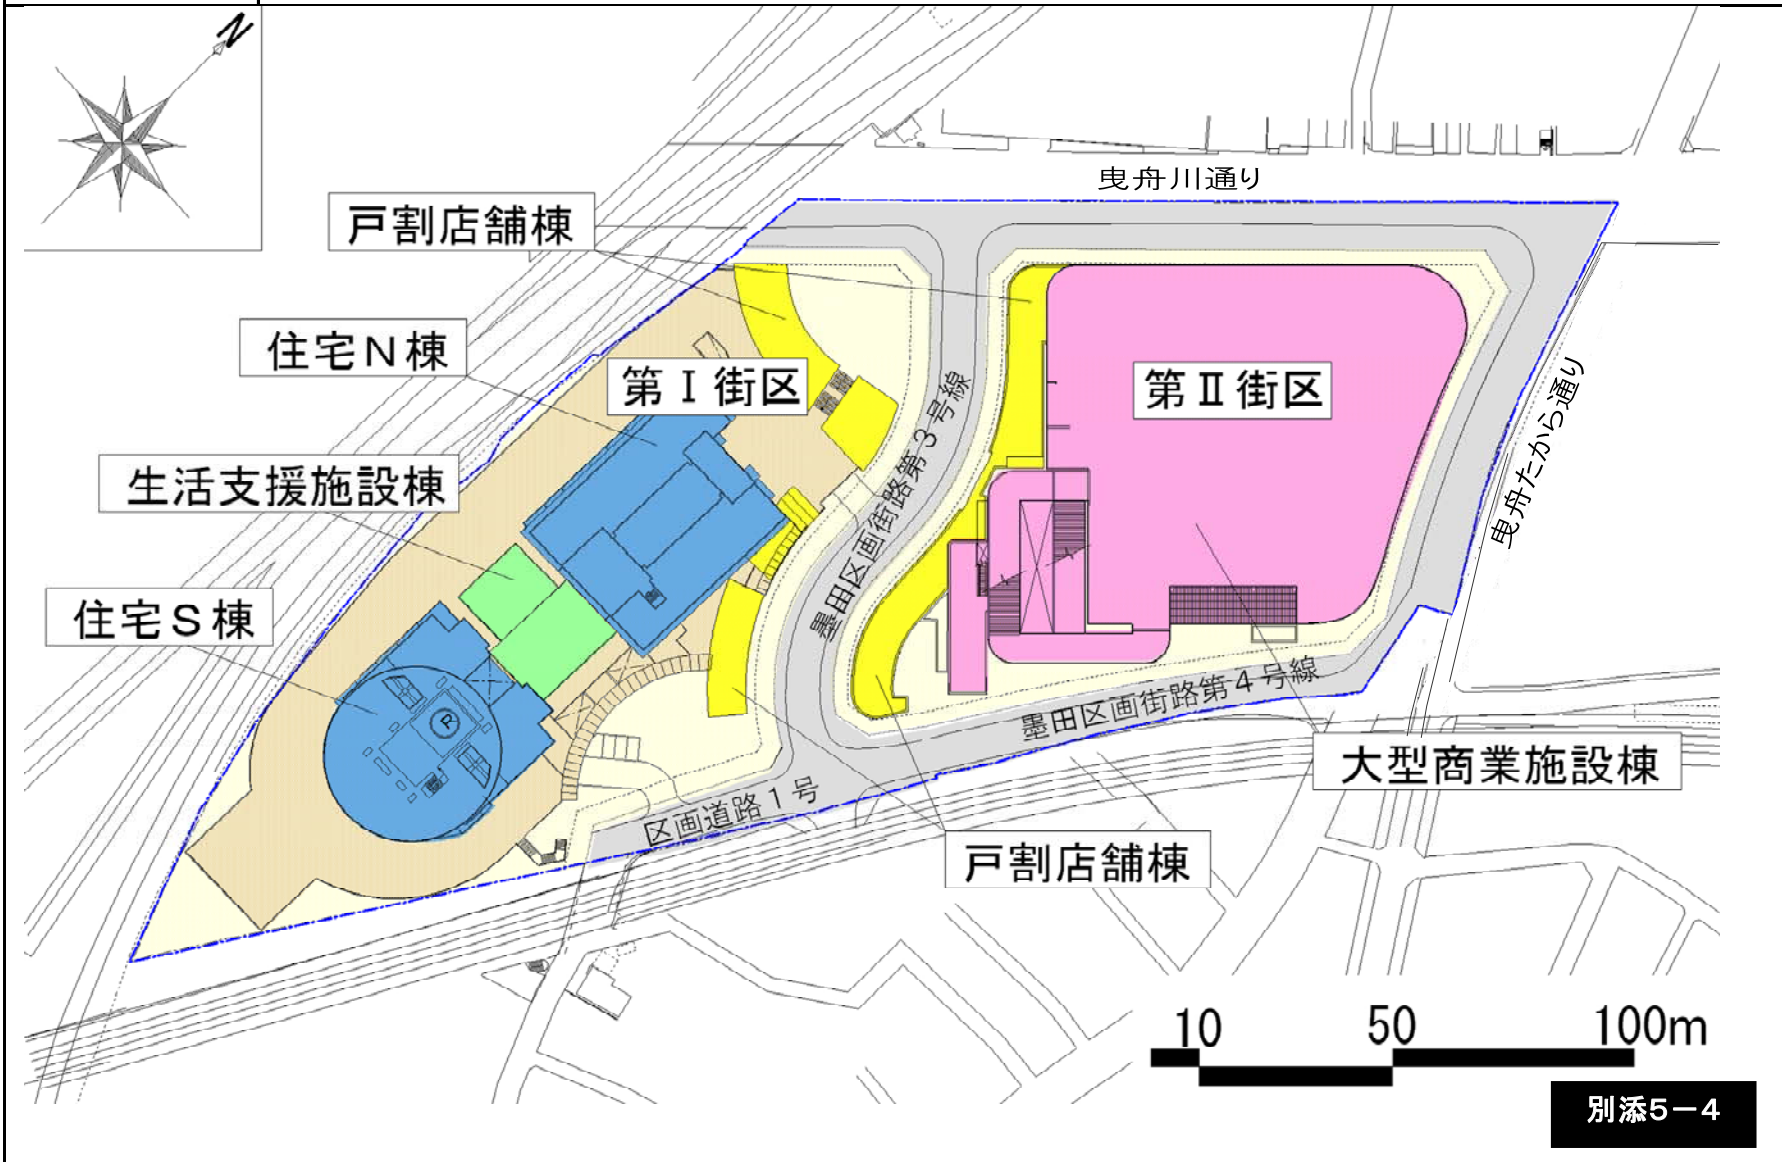 N
曳舟川通り
戸割店舗棟
住宅N棟
第Ⅰ街区
第Ⅱ街区
墨田区画街路第3号線
曳舟たから通り
生活支援施設棟
住宅S棟
P
墨田区画街路第4号線
大型商業施設棟
区画道路1号
戸割店舗棟
10 50 100m
別添5-4